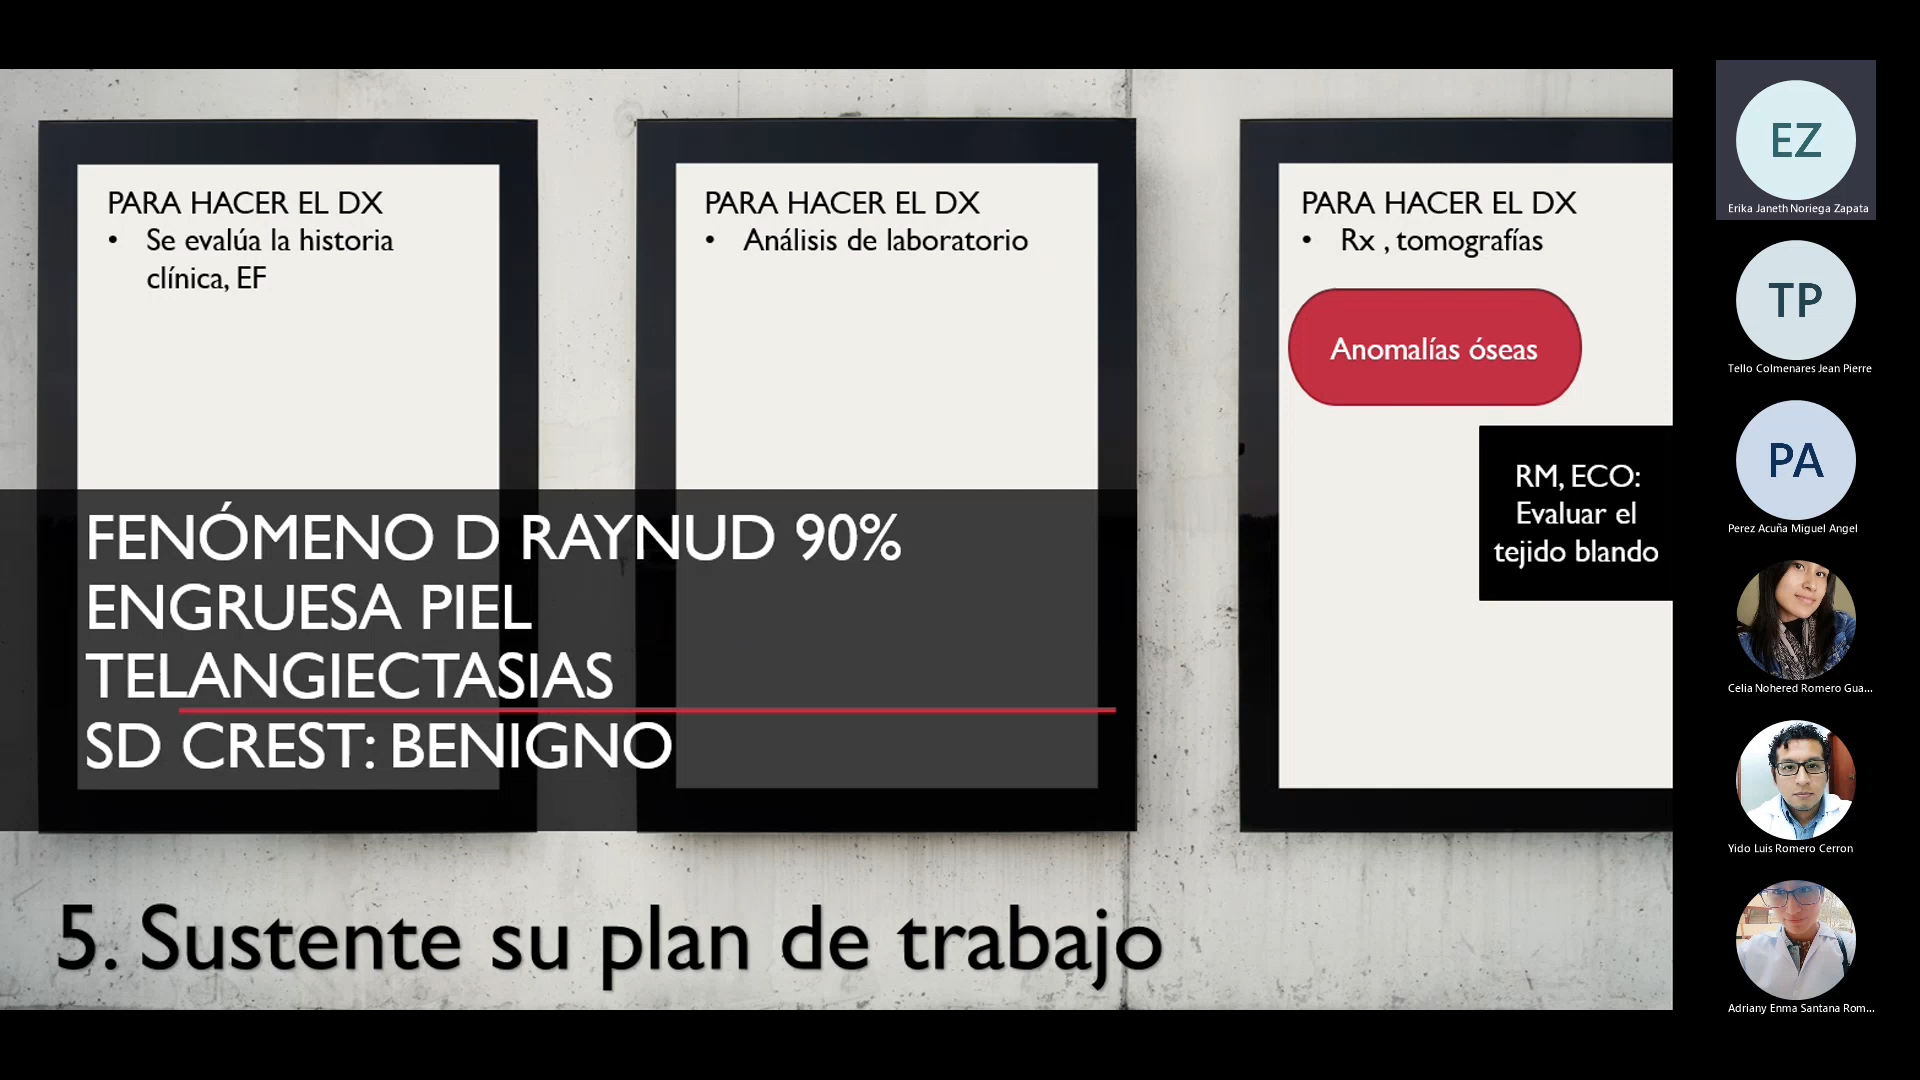 PARA HACER EL DX
• Se evalúa la historia
clínica, EF
PARA HACER EL DX
• Análisis de laboratorio
PARA HACER EL DX
• Rx , tomografías
Anomalías óseas
RM, ECO:
Evaluar el
tejido blando
FENÓMENO D RAYNUD 90%
ENGRUESA PIEL
TELANGIECTASIAS
SD CREST: BENIGNO
5. Sustente su plan de trabajo
EZ
Erika Janeth Noriega Zapata
TP
Tello Colmenares Jean Pierre
PA
Perez Acuña Miguel Angel
Celia Nohered Romero Gua...
Yido Luis Romero Cerron
Adriany Enma Santana Rom...